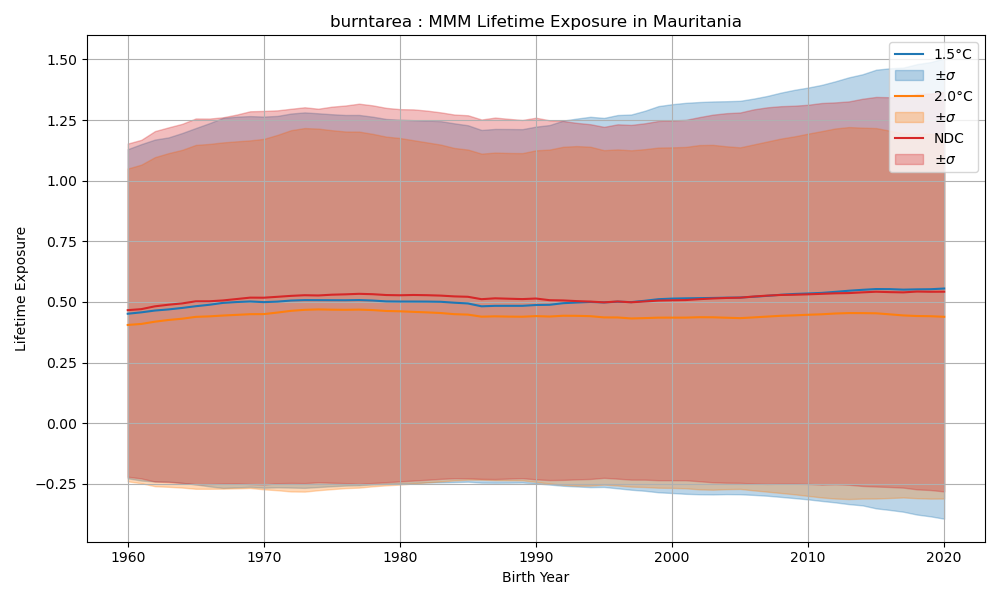 burntarea : MMM Lifetime Exposure in Mauritania
1.50
1.25
1.00
0.75
0.50
0.25
0.00
−0.25
Lifetime Exposure
1960
1970
1980
1990
2000
2010
2020
Birth Year
1.5°C
±σ
2.0°C
±σ
NDC
±σ